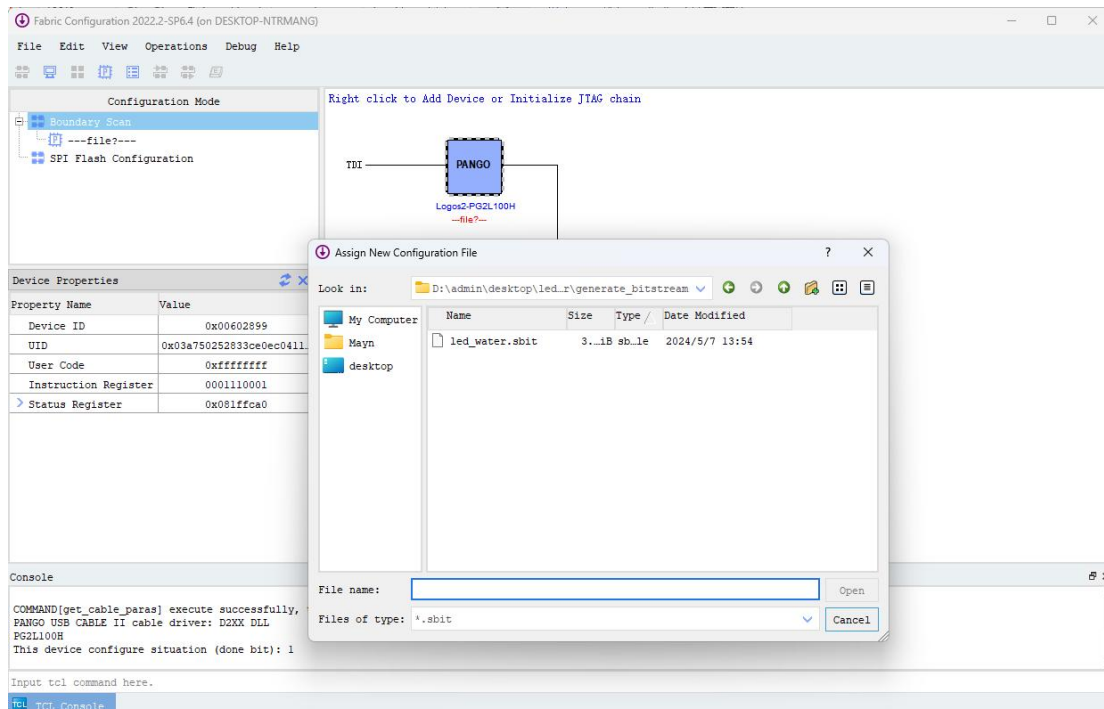 Fabric Configuration 2022.2-SP6.4 (on DESKTOP-NTRMANG)
File Edit View Operations Debug Help
Configuration Mode
Boundary Scan
---file?---
SPI Flash Configuration
Right click to Add Device or Initialize JTAG chain
TDI
PANGO
Logos2-PG2L100H
---file?---
Device Properties
Property Name Value
Device ID 0x00602899
UID 0x03a750252833ce0ec0411.
User Code 0xffffffff
Instruction Register 0001110001
Status Register 0x081ffca0
Assign New Configuration File
Look in: D:\admin\desktop\led_…r\generate_bitstream
My Computer
Mayn
desktop
Name Size Type Date Modified
led_water.sbit 3.…iB sb…le 2024/5/7 13:54
File name: Open
Files of type: *.sbit Cancel
Console
COMMAND[get_cable_paras] execute successfully,
PANGO USB CABLE II cable driver: D2XX DLL
PG2L100H
This device configure situation (done bit): 1
Input tcl command here.
TCL Console